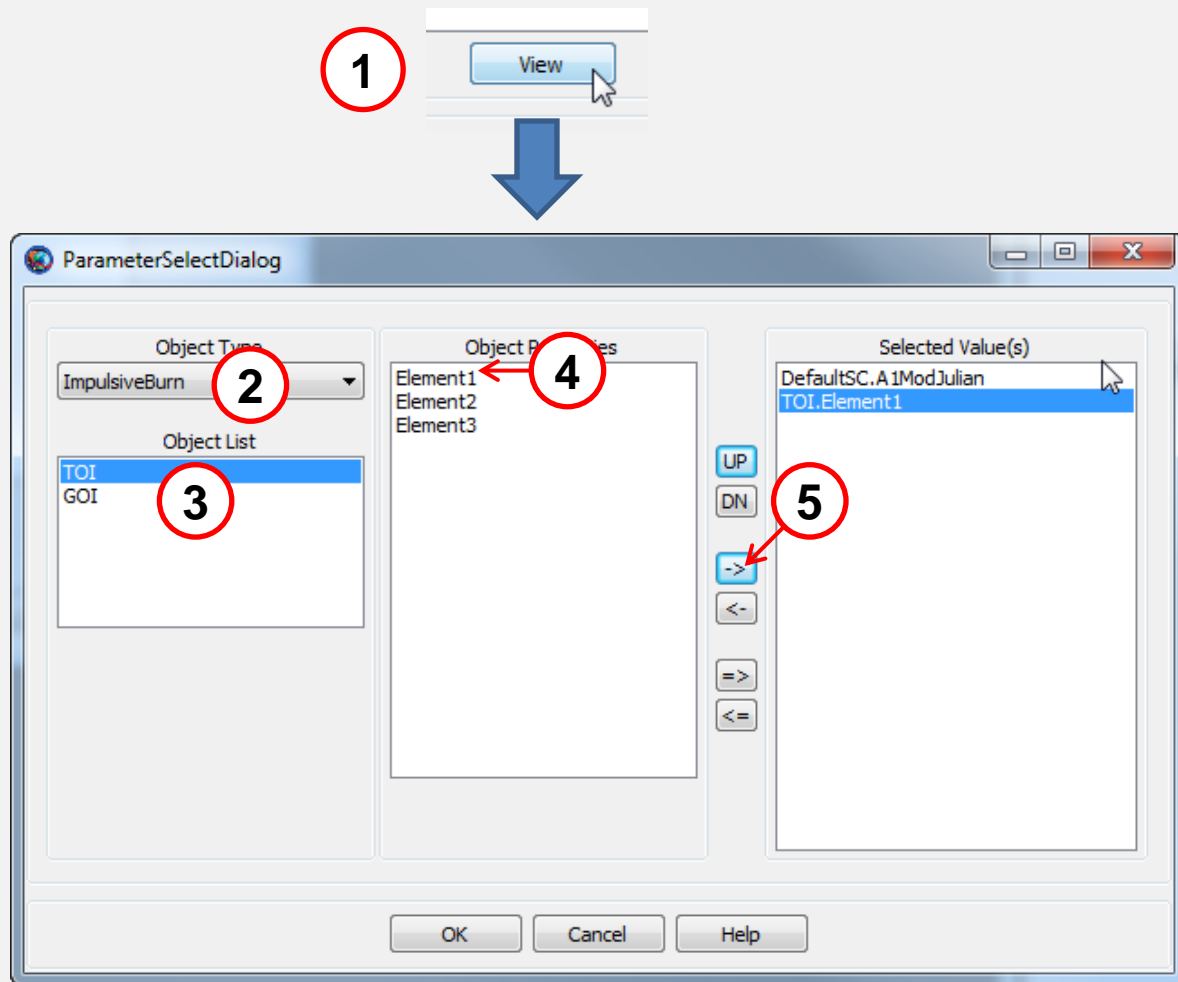 1
View
ParameterSelectDialog
Object Type
ImpulsiveBurn
2
Object List
TOI
GOI
3
Object P ies
4
Element1
Element2
Element3
UP
DN
5
->
<-
=>
<=
Selected Value(s)
DefaultSC.A1ModJulian
TOI.Element1
OK
Cancel
Help